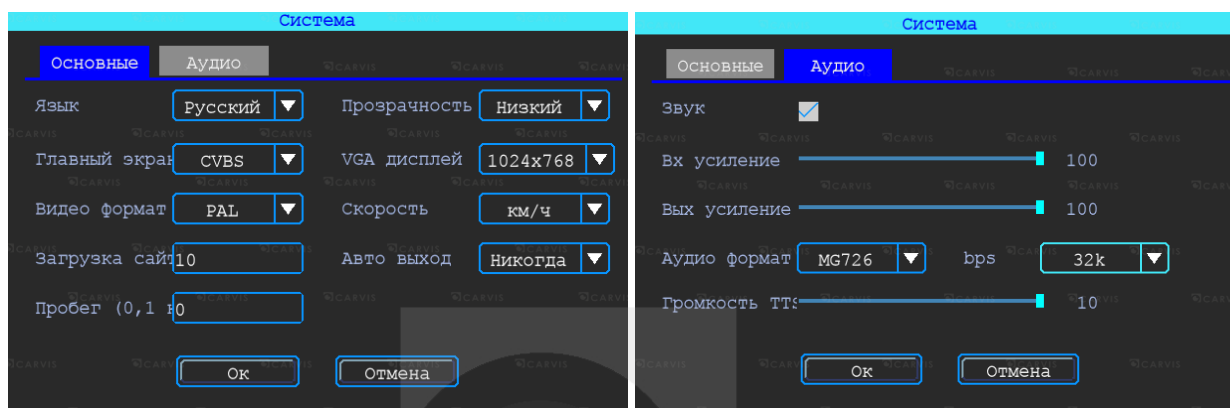 Система
Основные Аудио
Язык Русский Прозрачность Низкий
Главный экран CVBS VGA дисплей 1024x768
Видео формат PAL Скорость км/ч
Загрузка сайт 10 Авто выход Никогда
Пробег (0,1 0
Ок Отмена
Система
Основные Аудио
Звук
Вх усиление 100
Вых усиление 100
Аудио формат MG726 bps 32k
Громкость TTS 10
Ок Отмена
CARVIS